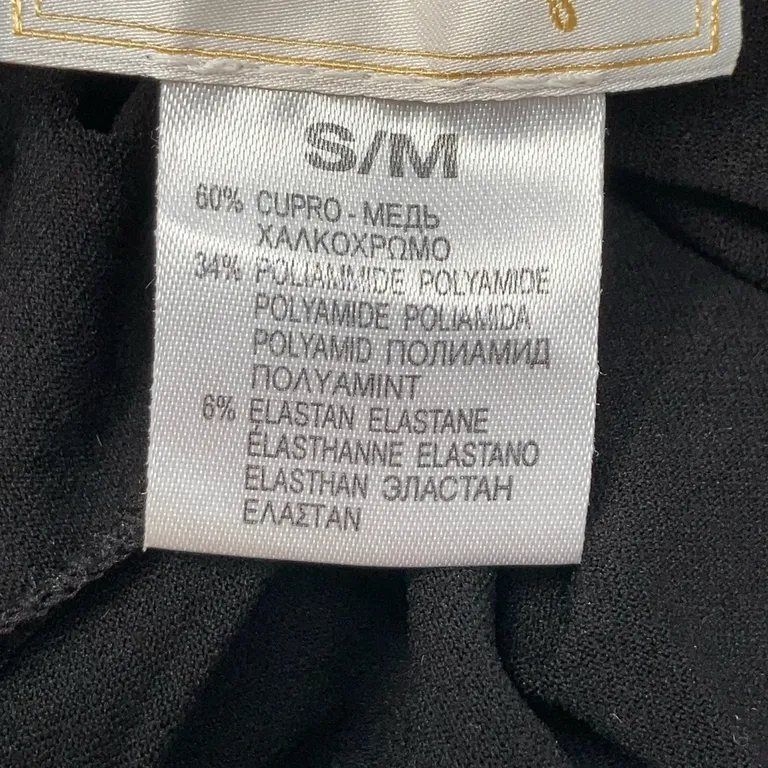 S/M
60% CUPRO - МЕДЬ
ΧΑΛΚΟΧΡΩΜΟ
34% POLIAMMIDE POLYAMIDE
POLYAMIDE POLIAMIDA
POLYAMID ПОЛИАМИД
ΠΟΛΥΑΜΙΝΤ
6% ELASTAN ELASTANE
ÉLASTHANNE ELASTANO
ELASTHAN ЭЛАСТАН
ΕΛΑΣΤΑΝ